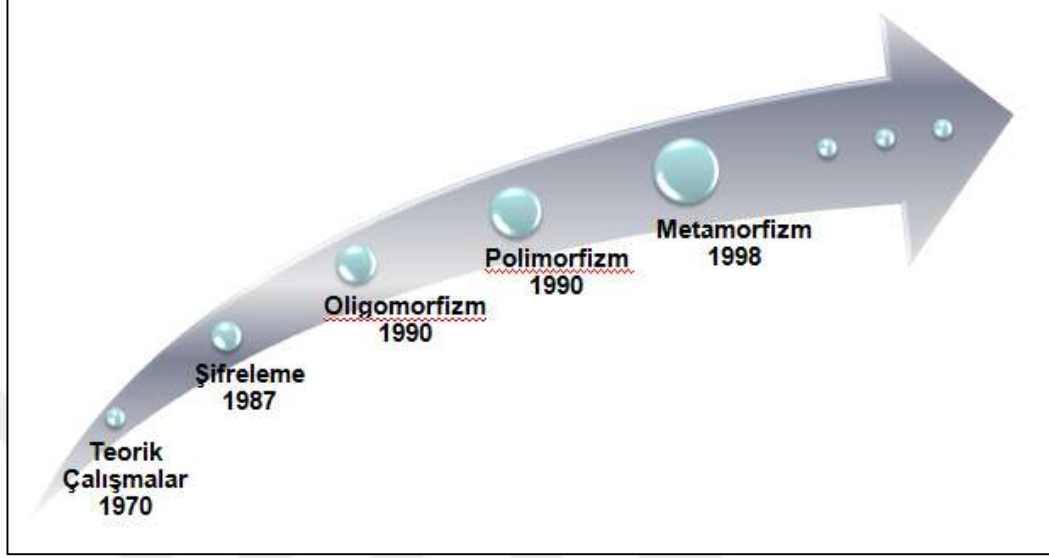 Teorik
Çalışmalar
1970
Şifreleme
1987
Oligomorfizm
1990
Polimorfizm
1990
Metamorfizm
1998